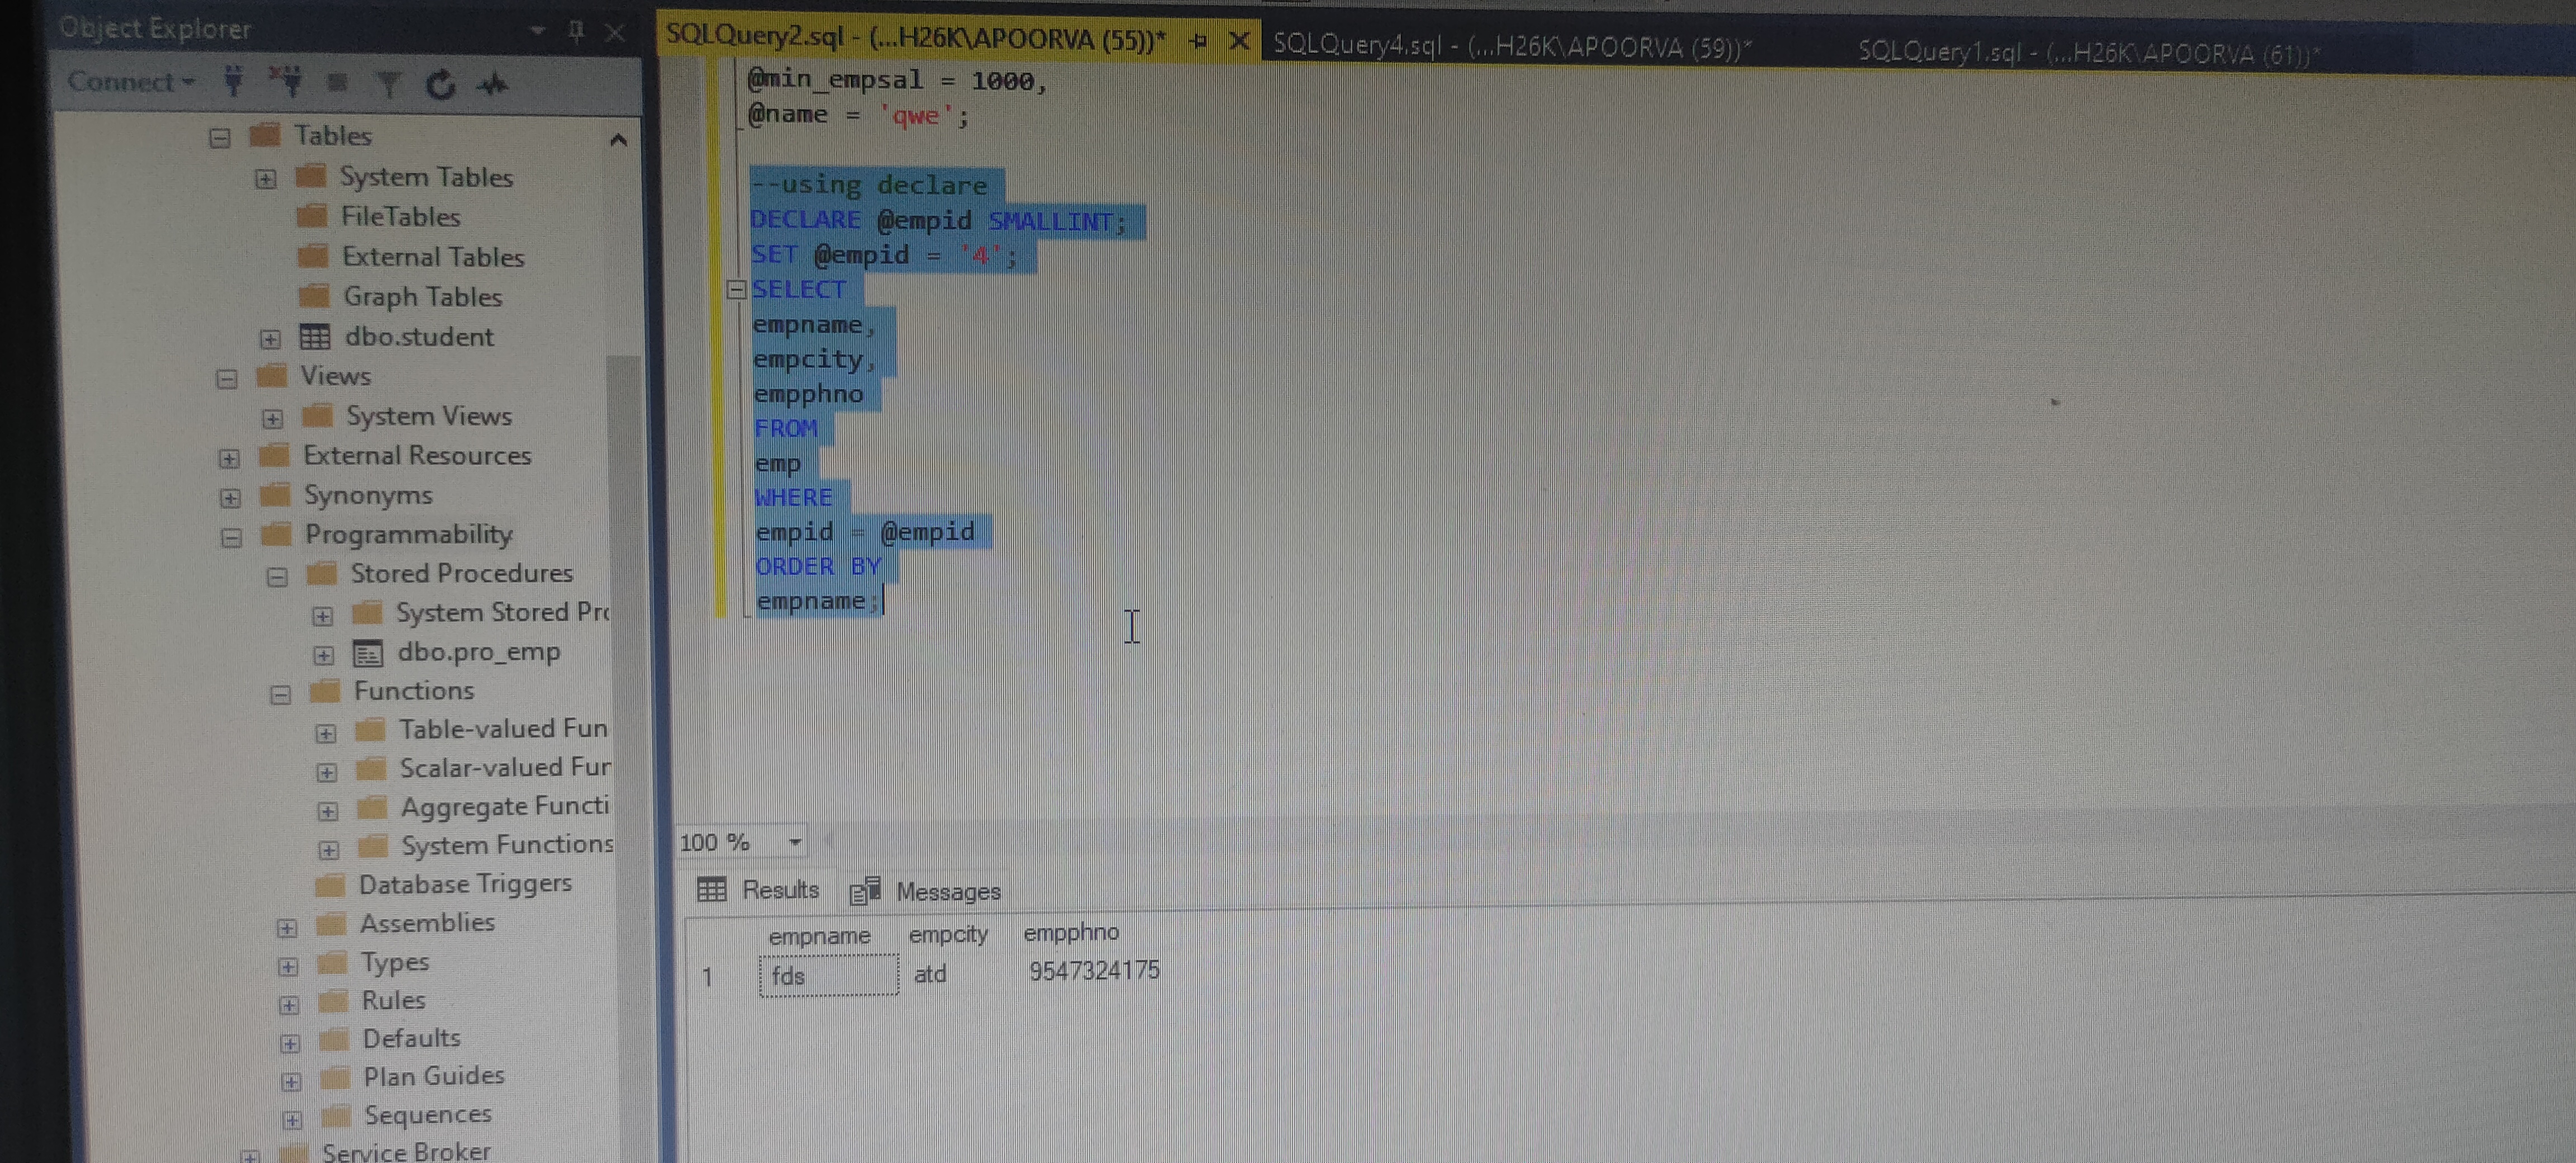 Object Explorer
Connect
Tables
System Tables
FileTables
External Tables
Graph Tables
dbo.student
Views
System Views
External Resources
Synonyms
Programmability
Stored Procedures
System Stored Pro
dbo.pro_emp
Functions
Table-valued Fun
Scalar-valued Fun
Aggregate Functi
System Functions
Database Triggers
Assemblies
Types
Rules
Defaults
Plan Guides
Sequences
Service Broker
SQLQuery2.sql - (...H26K\APOORVA (55))*
SQLQuery4.sql - (...H26K\APOORVA (59))*
SQLQuery1.sql - (...H26K\APOORVA (61))*
@min_empsal = 1000,
@name = 'qwe';
--using declare
DECLARE @empid SMALLINT;
SET @empid = '4';
SELECT
empname,
empcity,
empphno
FROM
emp
WHERE
empid = @empid
ORDER BY
empname;
100 %
Results Messages
empname empcity empphno
1 fds atd 9547324175